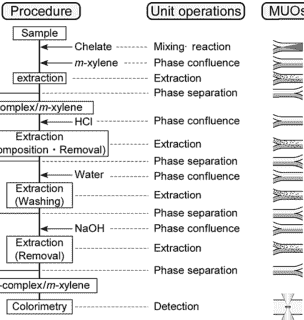 Procedure Unit operations MUOs
Sample
Chelate Mixing· reaction
m-xylene Phase confluence
extraction Extraction
Phase separation
complex/m-xylene
HCl Phase confluence
Extraction
omposition・Removal) Extraction
Phase separation
Water Phase confluence
Extraction
(Washing) Extraction
Phase separation
NaOH Phase confluence
Extraction
(Removal) Extraction
Phase separation
-complex/m-xylene
Colorimetry Detection